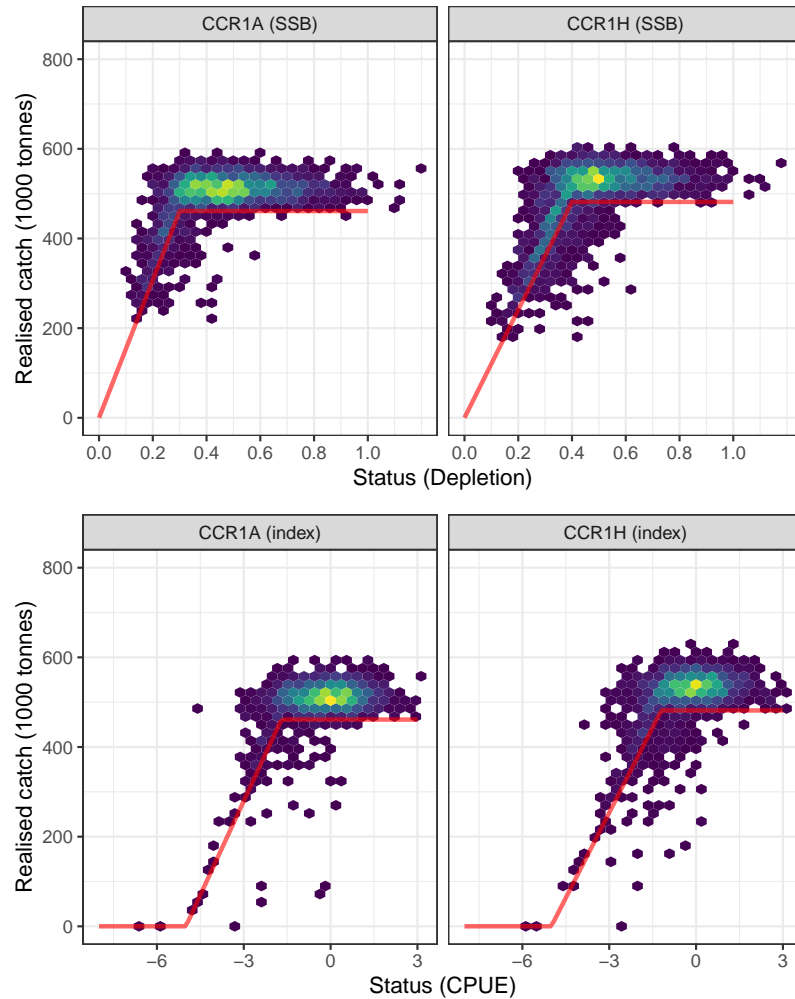 CCR1A (SSB) CCR1H (SSB)
800
600
400
200
0
Realised catch (1000 tonnes)
0.0 0.2 0.4 0.6 0.8 1.0 0.0 0.2 0.4 0.6 0.8 1.0
Status (Depletion)
CCR1A (index) CCR1H (index)
800
600
400
200
0
Realised catch (1000 tonnes)
−6 −3 0 3 −6 −3 0 3
Status (CPUE)